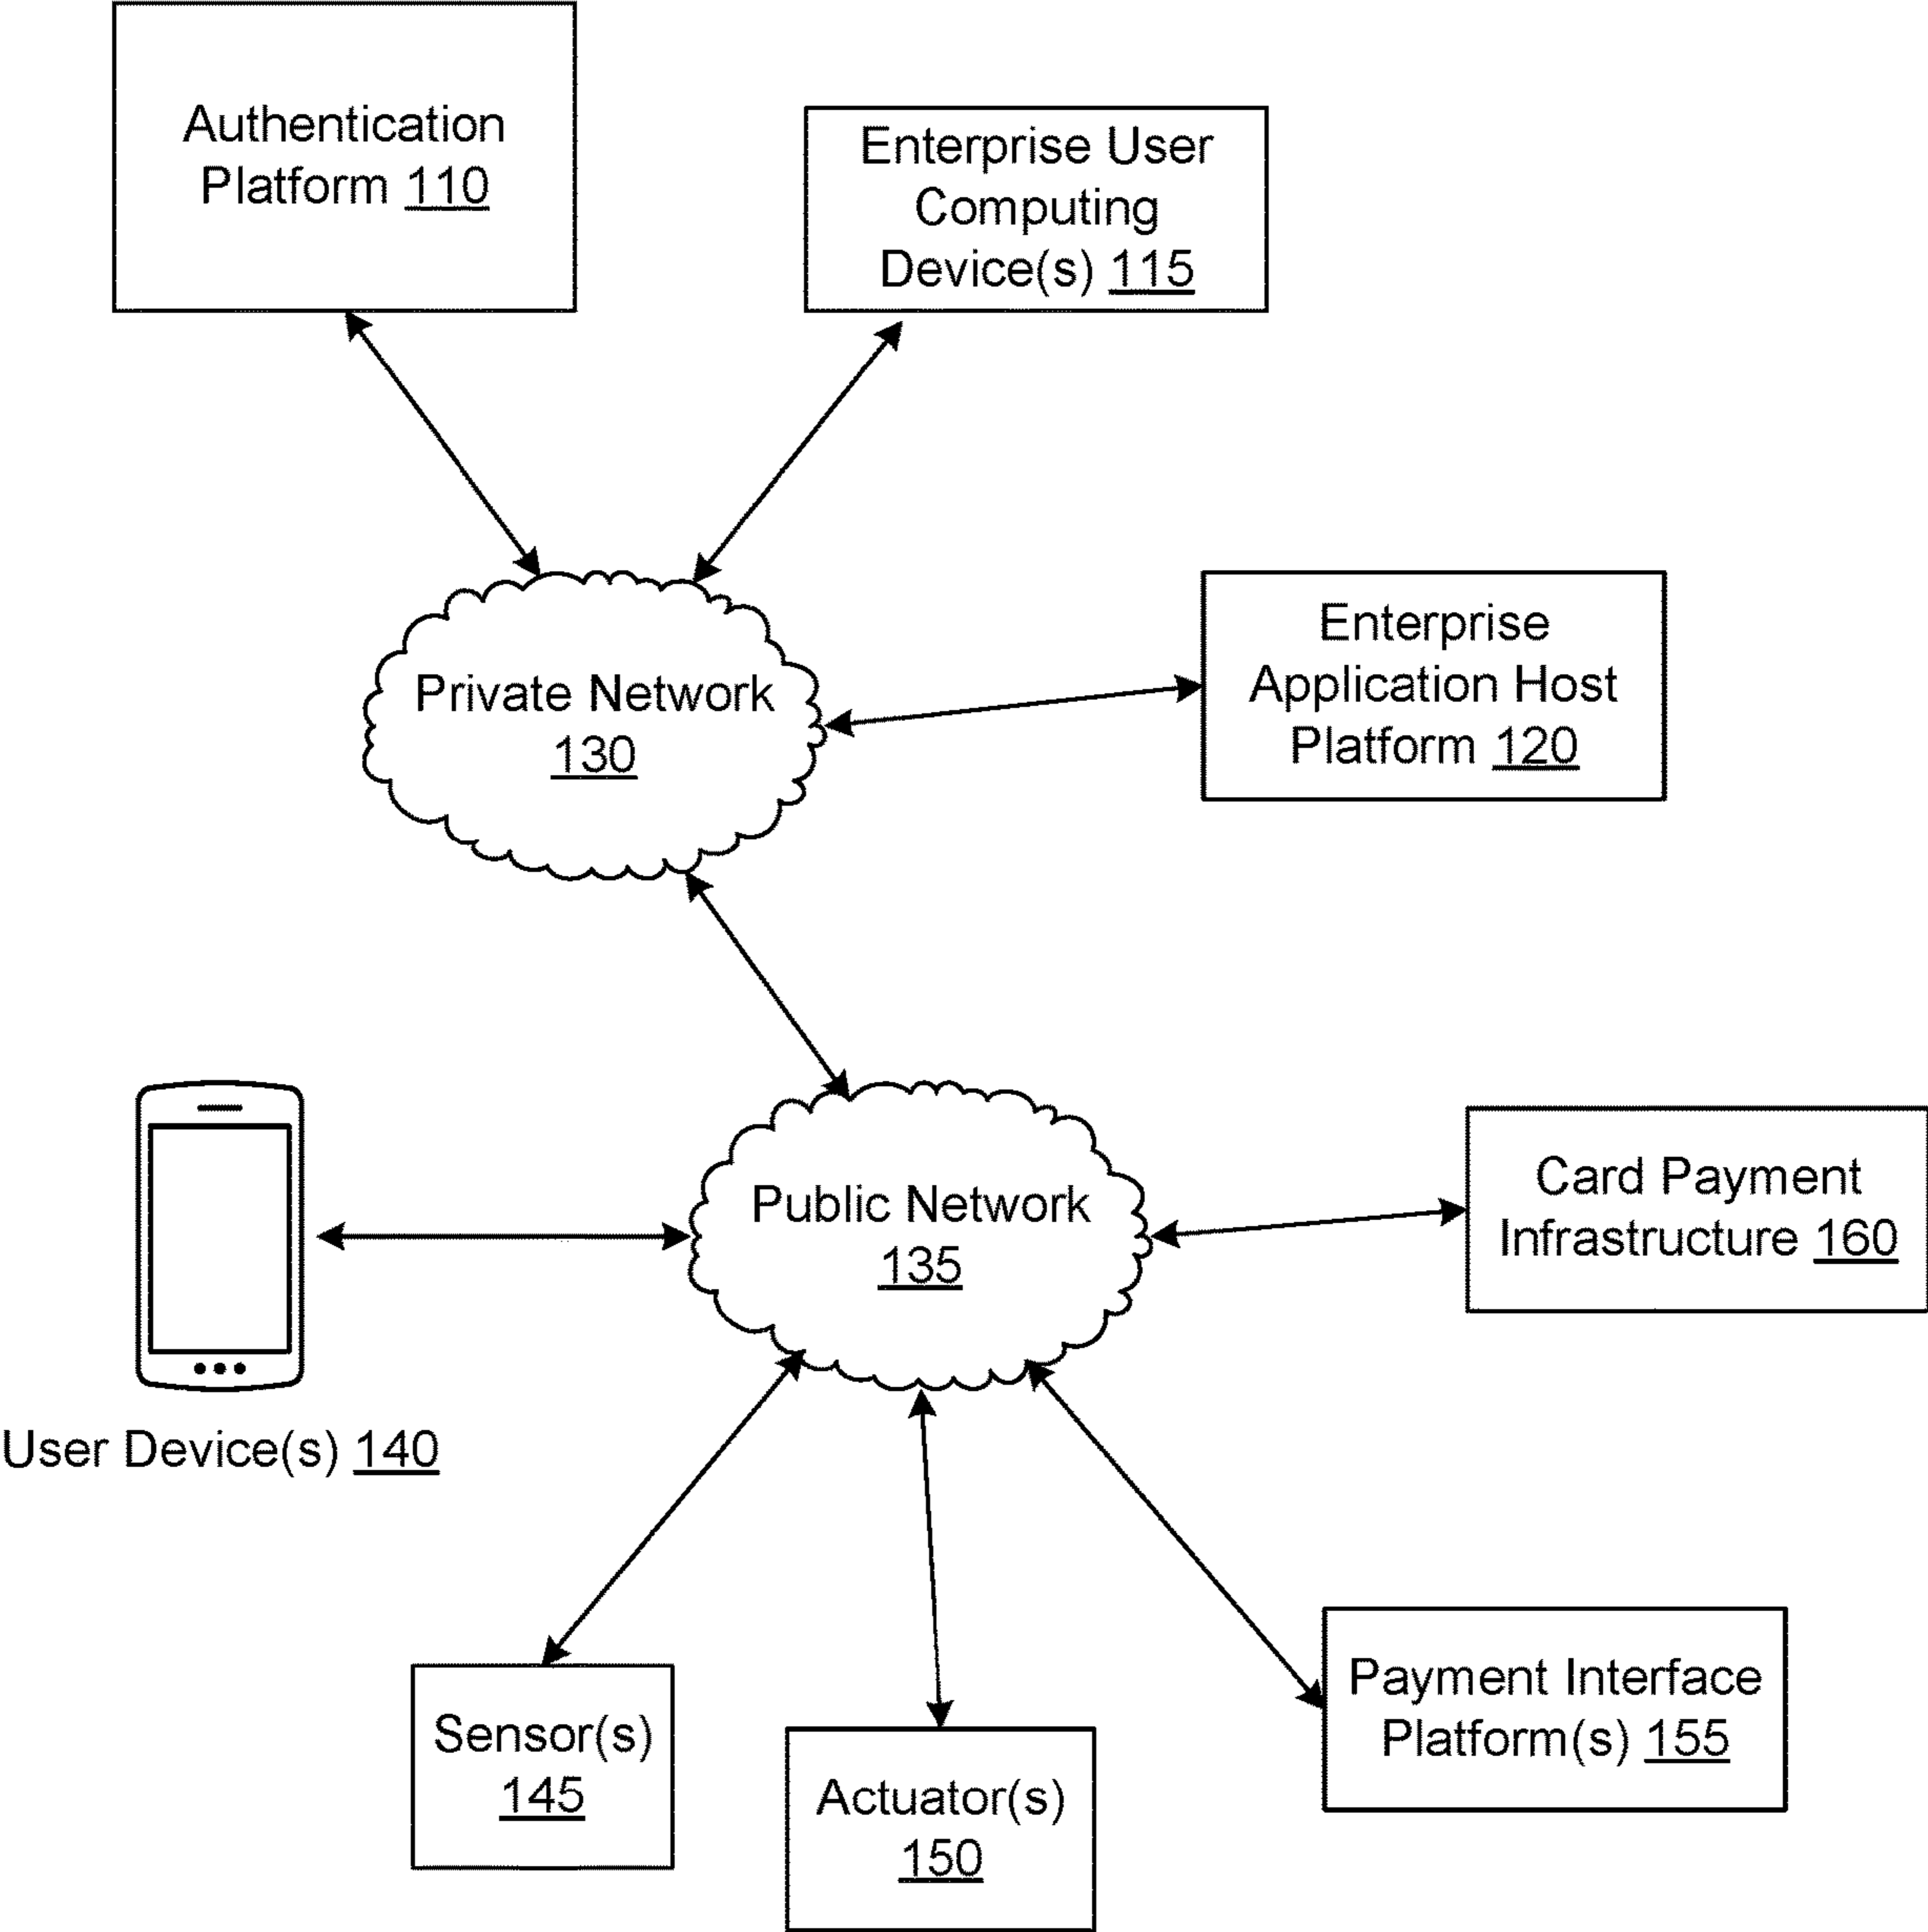 Authentication
Platform 110
Enterprise User
Computing
Device(s) 115
Enterprise
Application Host
Platform 120
Private Network
130
Public Network
135
Card Payment
Infrastructure 160
User Device(s) 140
Sensor(s)
145
Actuator(s)
150
Payment Interface
Platform(s) 155